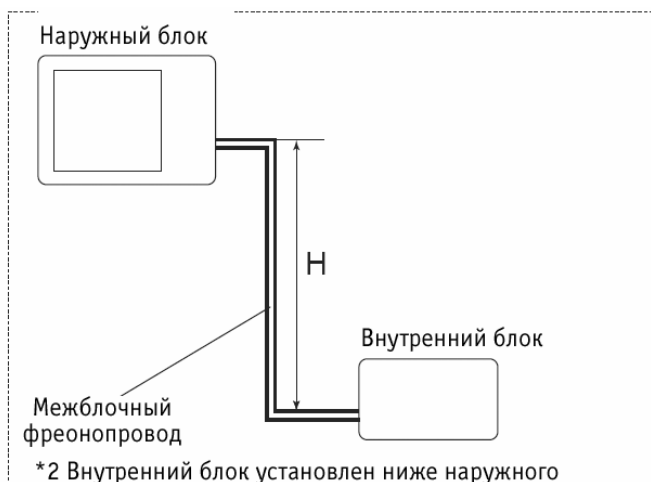 Наружный блок
H
Внутренний блок
Межблочный
фреонопровод
*2 Внутренний блок установлен ниже наружного